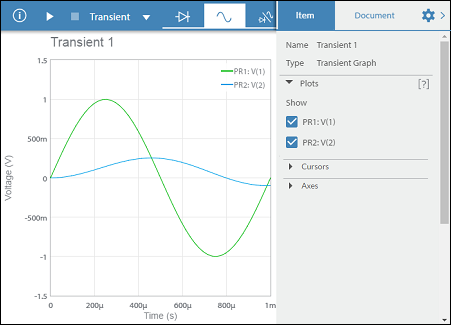 Transient
Item
Document
Transient 1
PR1: V(1)
PR2: V(2)
Voltage (V)
1.5
1
500m
0
-500m
-1
-1.5
0
200µ
400µ
600µ
800µ
1m
Time (s)
Name Transient 1
Type Transient Graph
Plots [?]
Show
PR1: V(1)
PR2: V(2)
Cursors
Axes